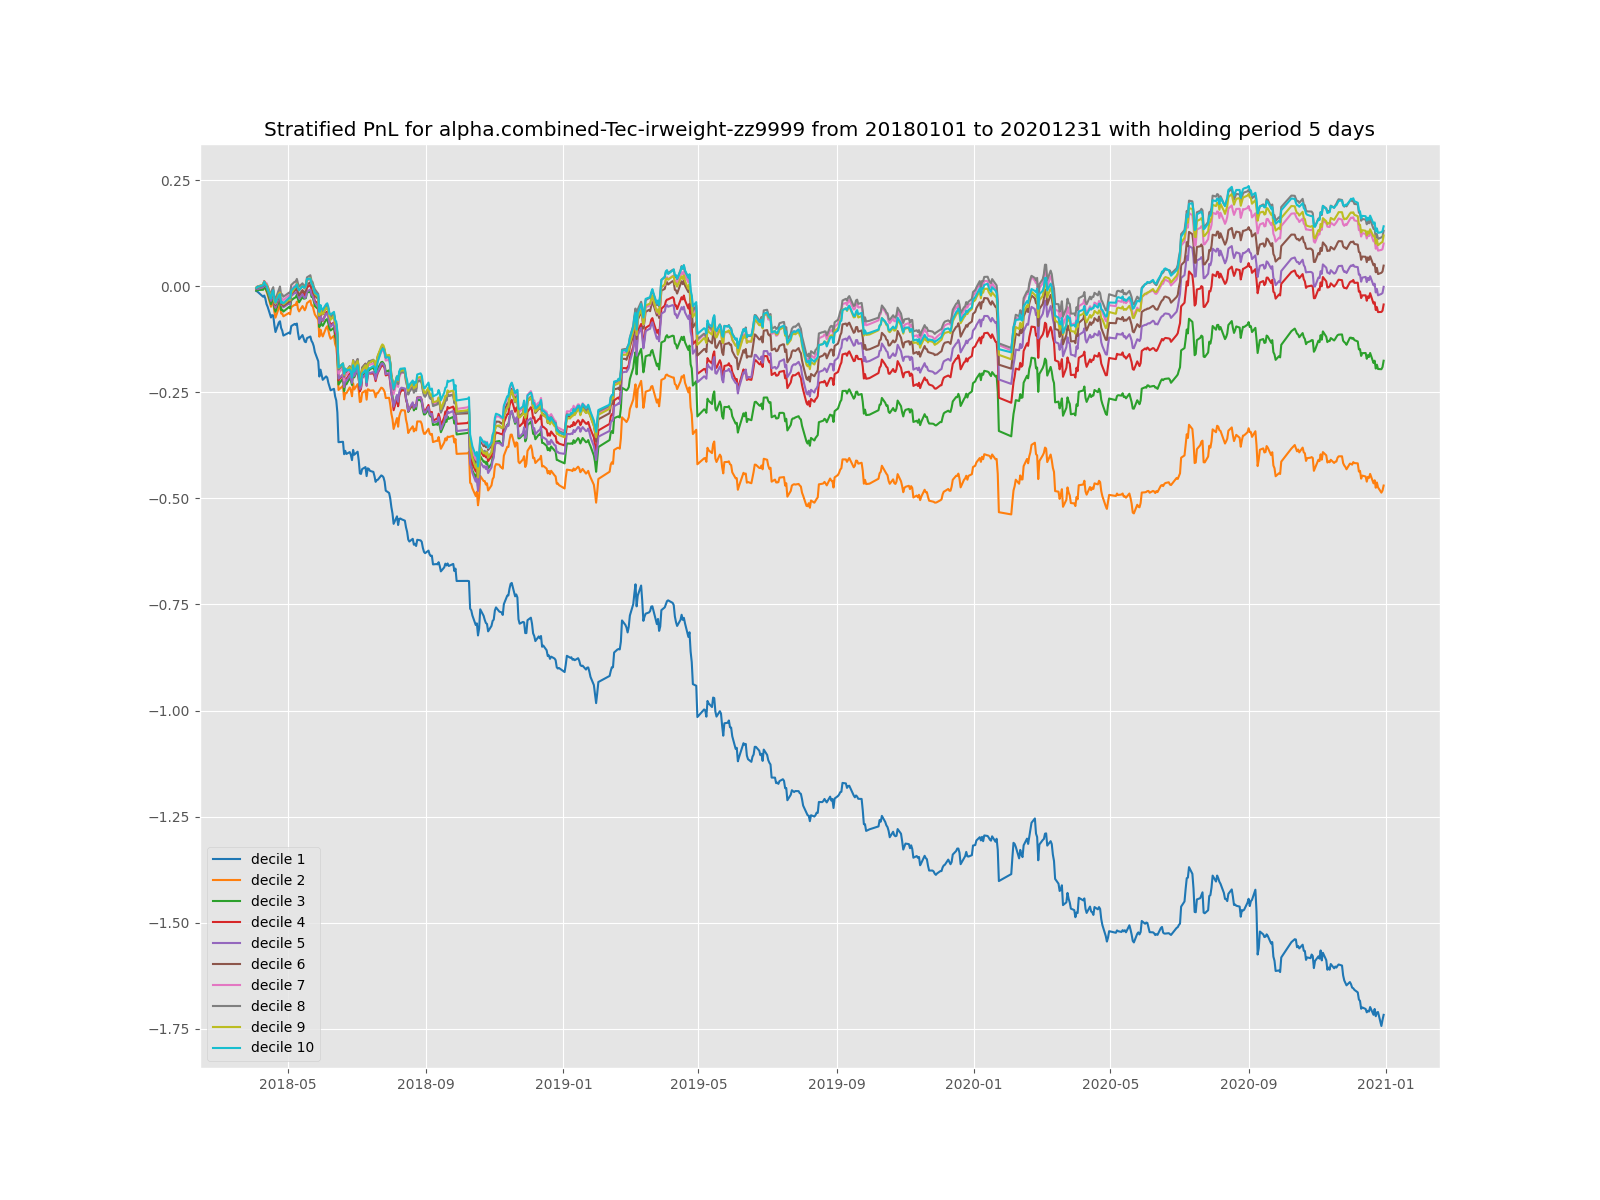 Stratified PnL for alpha.combined-Tec-irweight-zz9999 from 20180101 to 20201231 with holding period 5 days
0.25
0.00
−0.25
−0.50
−0.75
−1.00
−1.25
−1.50
−1.75
decile 1
decile 2
decile 3
decile 4
decile 5
decile 6
decile 7
decile 8
decile 9
decile 10
2018-05 2018-09 2019-01 2019-05 2019-09 2020-01 2020-05 2020-09 2021-01